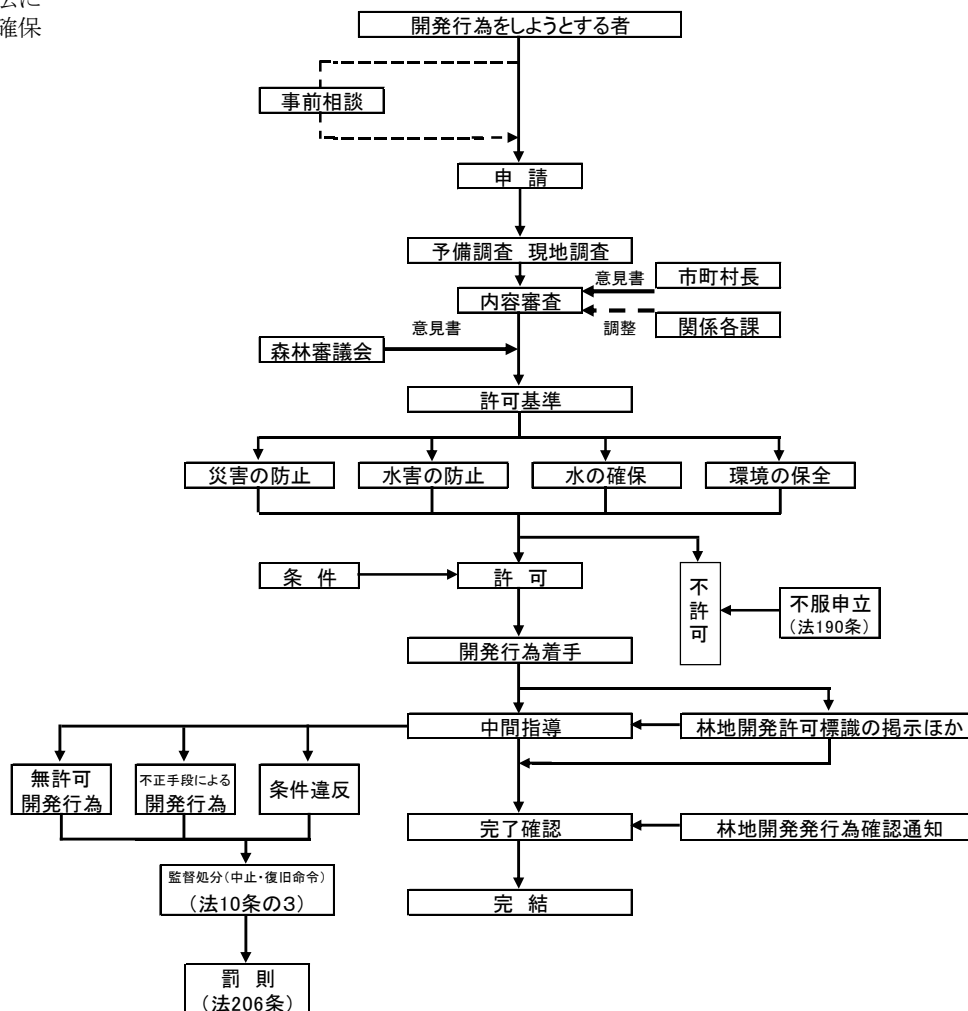 確保
開発行為をしようとする者
事前相談
申 請
予備調査 現地調査
意見書
市町村長
内容審査
調整
関係各課
意見書
森林審議会
許可基準
災害の防止
水害の防止
水の確保
環境の保全
条 件
許 可
不許可
不服申立
(法190条)
開発行為着手
中間指導
林地開発許可標識の掲示ほか
無許可
開発行為
不正手段による
開発行為
条件違反
完了確認
林地開発発行為確認通知
監督処分(中止・復旧命令)
(法10条の3)
完 結
罰 則
(法206条)